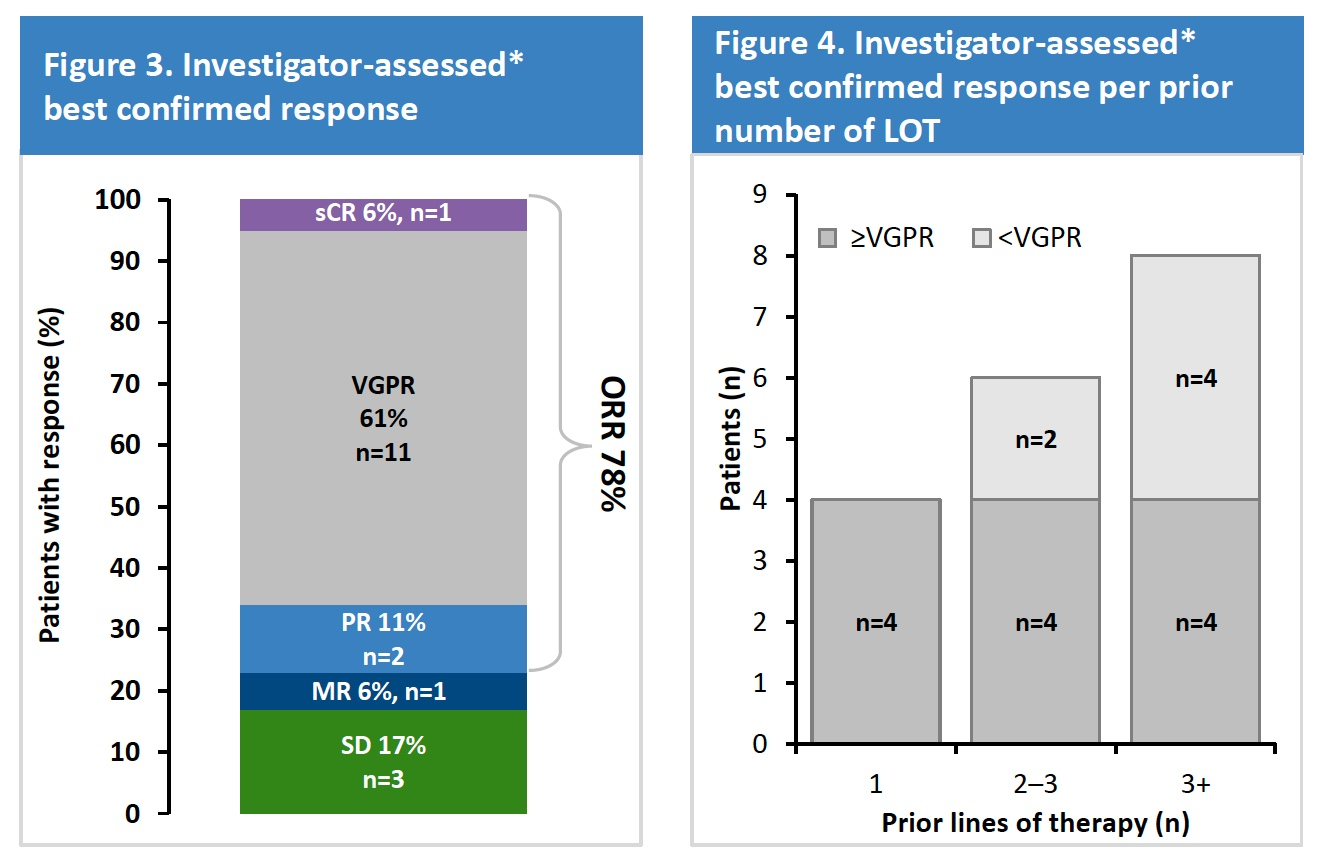 Figure 3. Investigator-assessed*
best confirmed response
Patients with response (%)
100
90
80
70
60
50
40
30
20
10
0
sCR 6%, n=1
VGPR
61%
n=11
PR 11%
n=2
MR 6%, n=1
SD 17%
n=3
ORR 78%
Figure 4. Investigator-assessed*
best confirmed response per prior
number of LOT
Patients (n)
9
8
7
6
5
4
3
2
1
0
≥VGPR <VGPR
n=4
n=2
n=4
n=4
n=4
1 2–3 3+
Prior lines of therapy (n)